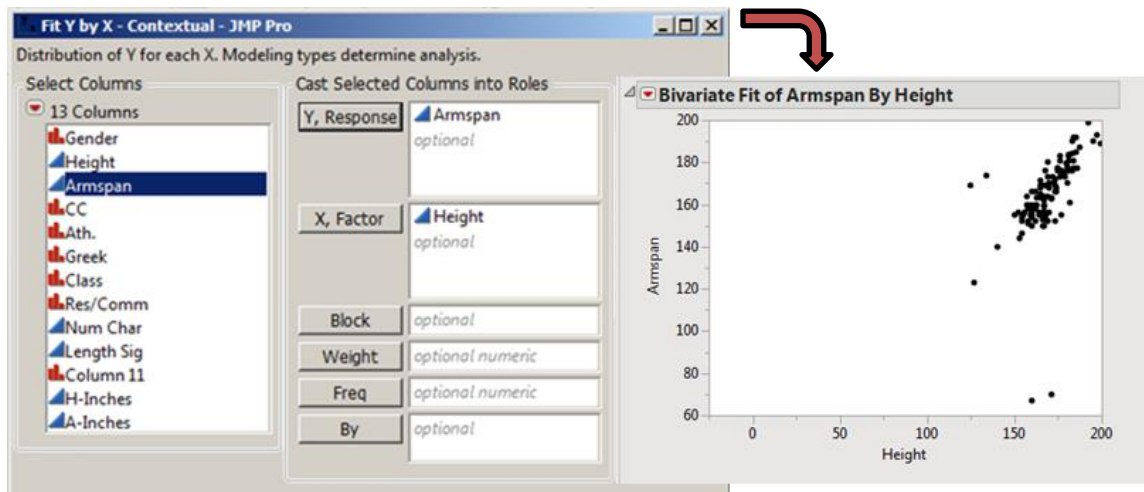 Fit Y by X - Contextual - JMP Pro
Distribution of Y for each X. Modeling types determine analysis.
Select Columns
13 Columns
Gender
Height
Armspan
CC
Ath.
Greek
Class
Res/Comm
Num Char
Length Sig
Column 11
H-Inches
A-Inches
Cast Selected Columns into Roles
Y, Response
Armspan
optional
X, Factor
Height
optional
Block
optional
Weight
optional numeric
Freq
optional numeric
By
optional
Bivariate Fit of Armspan By Height
200
180
160
140
120
100
80
60
Armspan
0 50 100 150 200
Height